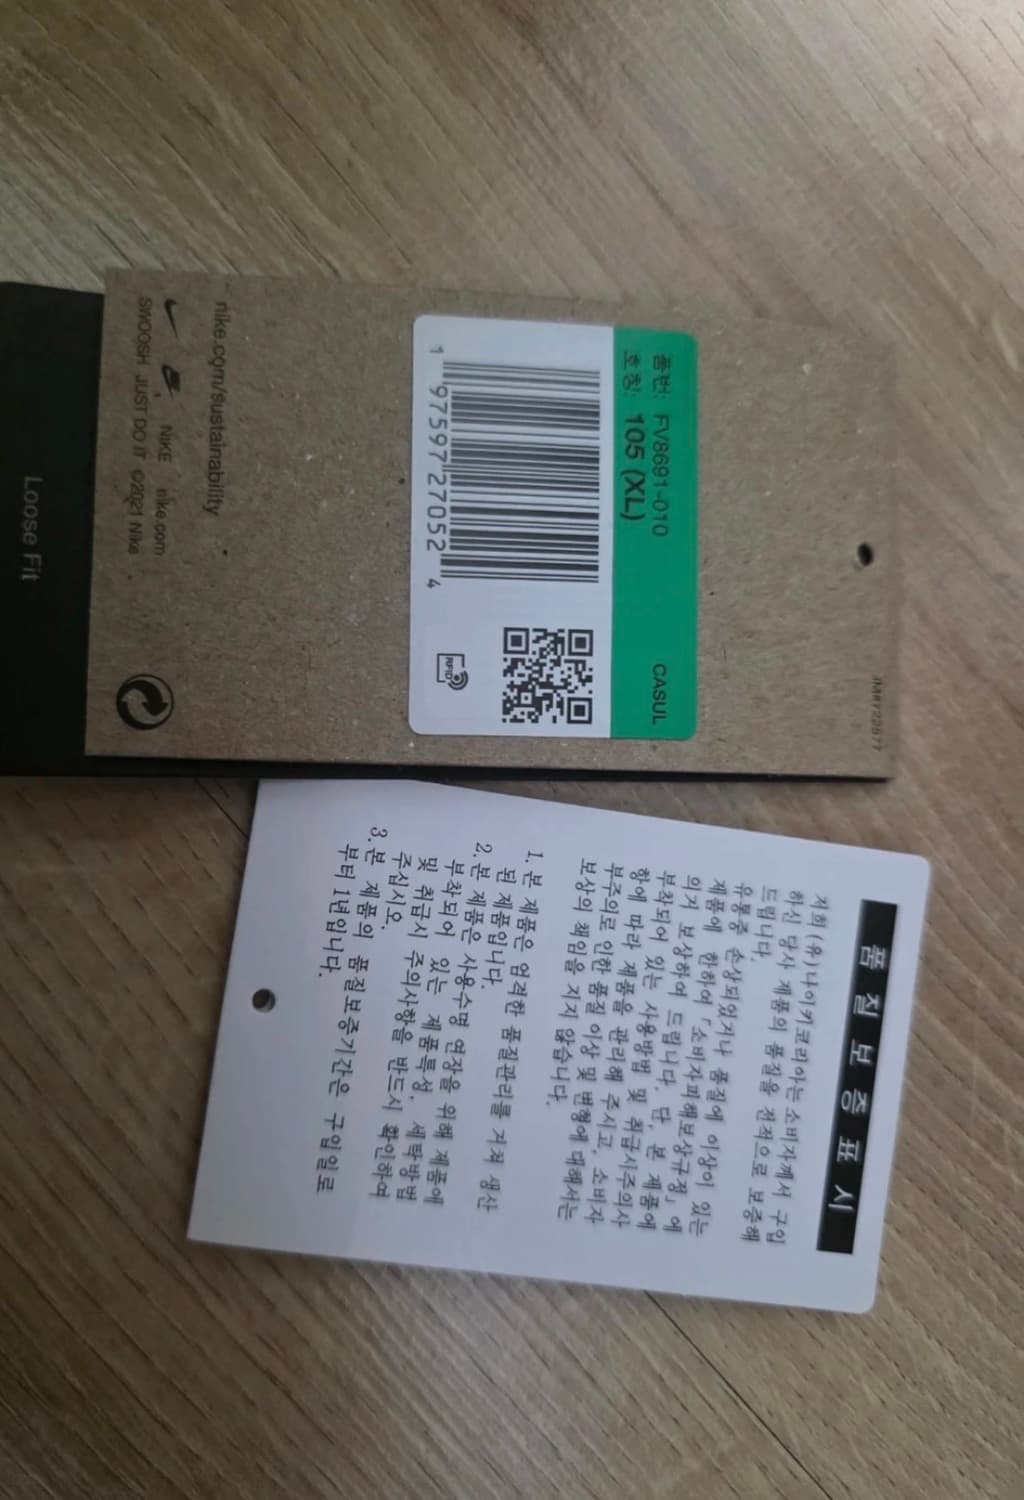 JM#722877
품번: FV8691-010 CASUL
호칭: 105 (XL)
1 97597 27052 4
RFID
nike.com/sustainability
NIKE nike.com
SWOOSH JUST DO IT ©2021 Nike
Loose Fit
품질보증표시
저희 (유)나이키코리아는 소비자께서 구입
하신 당사 제품의 품질을 전적으로 보증해
드립니다.
유통중 손상되었거나 품질에 이상이 있는
제품에 한하여 「소비자피해보상규정」에
의거 보상하여 드립니다. 단, 본 제품에
부착되어 있는 사용방법 및 취급시주의사
항에 따라 제품을 관리해 주시고, 소비자
부주의로 인한 품질 이상 및 변형에 대해서는
보상의 책임을 지지 않습니다.
1. 본 제품은 엄격한 품질관리를 거쳐 생산
된 제품입니다.
2. 본 제품은 사용수명 연장을 위해 제품에
부착되어 있는 제품특성, 세탁방법
및 취급시 주의사항을 반드시 확인하여
주십시오.
3. 본 제품의 품질보증기간은 구입일로
부터 1년입니다.